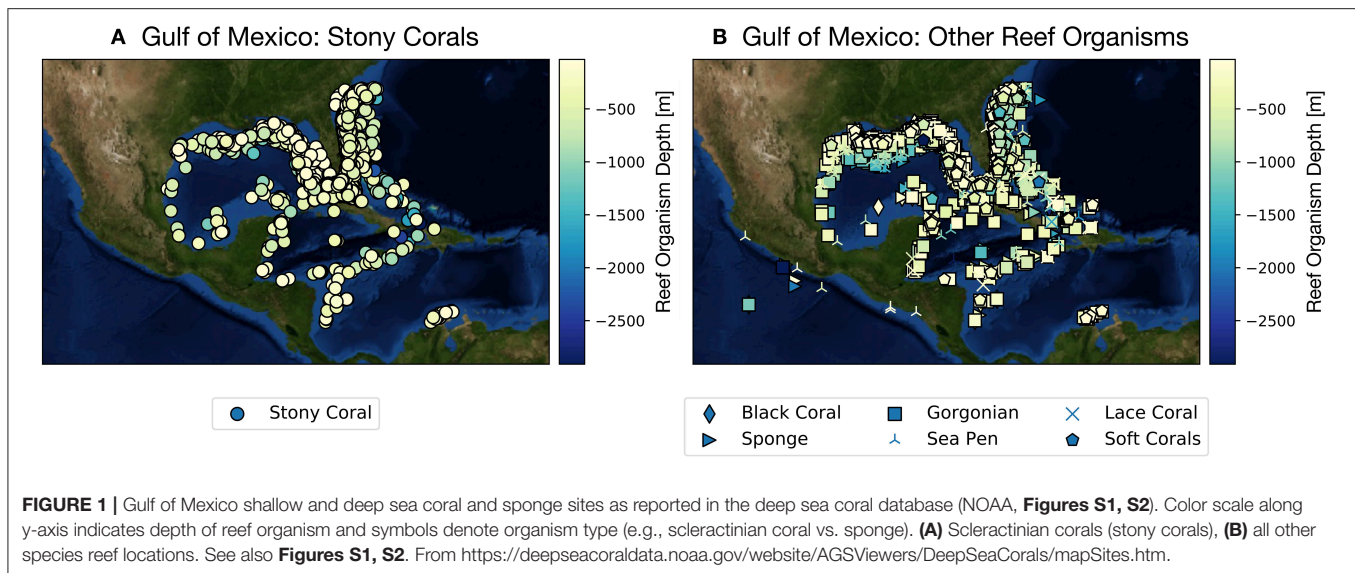 A Gulf of Mexico: Stony Corals
−500
−1000
−1500
−2000
−2500
Reef Organism Depth [m]
Stony Coral
B Gulf of Mexico: Other Reef Organisms
−500
−1000
−1500
−2000
−2500
Reef Organism Depth [m]
Black Coral Gorgonian Lace Coral
Sponge Sea Pen Soft Corals
FIGURE 1 | Gulf of Mexico shallow and deep sea coral and sponge sites as reported in the deep sea coral database (NOAA, Figures S1, S2). Color scale along
y-axis indicates depth of reef organism and symbols denote organism type (e.g., scleractinian coral vs. sponge). (A) Scleractinian corals (stony corals), (B) all other
species reef locations. See also Figures S1, S2. From https://deepseacoraldata.noaa.gov/website/AGSViewers/DeepSeaCorals/mapSites.htm.